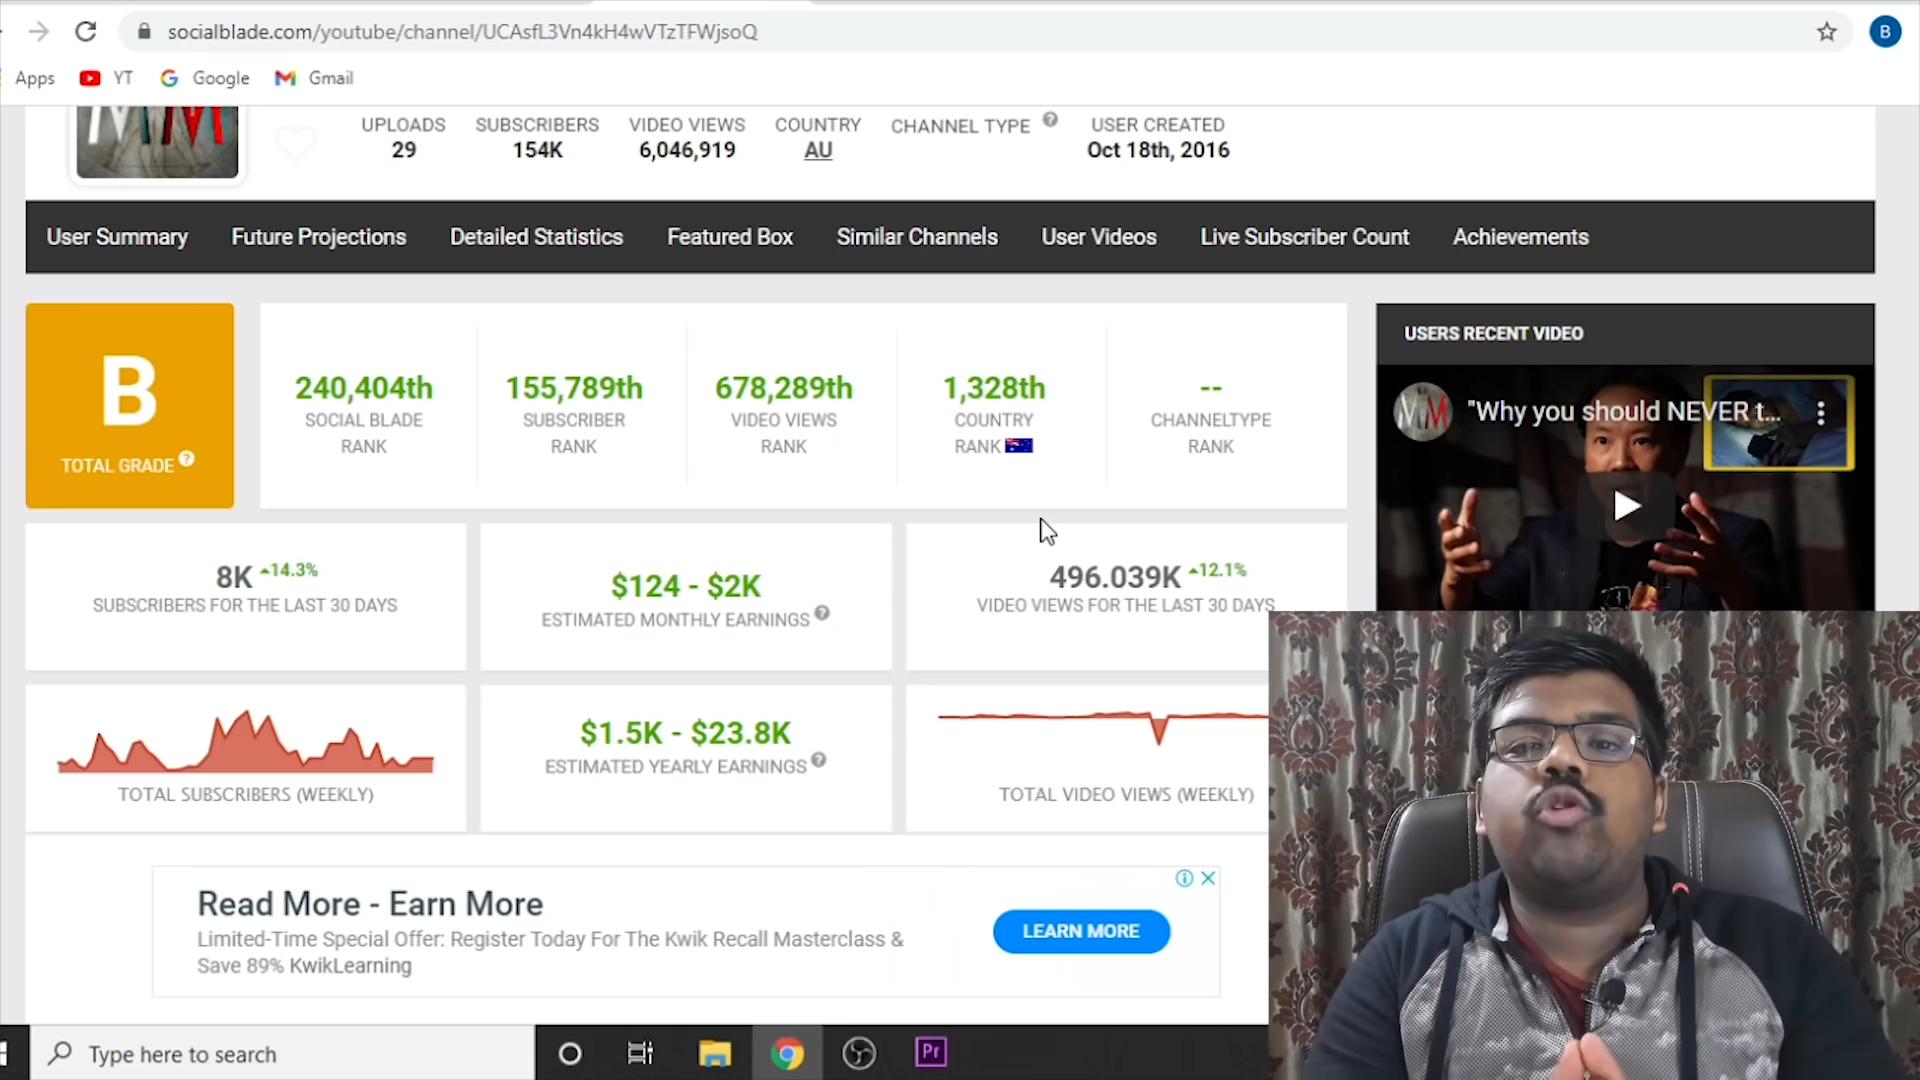 socialblade.com/youtube/channel/UCAsfL3Vn4kH4wVTzTFWjsoQ
B
Apps
YT
Google
Gmail
MM
UPLOADS
29
SUBSCRIBERS
154K
VIDEO VIEWS
6,046,919
COUNTRY
AU
CHANNEL TYPE
USER CREATED
Oct 18th, 2016
User Summary
Future Projections
Detailed Statistics
Featured Box
Similar Channels
User Videos
Live Subscriber Count
Achievements
B
TOTAL GRADE
240,404th
SOCIAL BLADE
RANK
155,789th
SUBSCRIBER
RANK
678,289th
VIDEO VIEWS
RANK
1,328th
COUNTRY
RANK
--
CHANNELTYPE
RANK
USERS RECENT VIDEO
MM
"Why you should NEVER t...
8K 14.3%
SUBSCRIBERS FOR THE LAST 30 DAYS
$124 - $2K
ESTIMATED MONTHLY EARNINGS
496.039K 12.1%
VIDEO VIEWS FOR THE LAST 30 DAYS
TOTAL SUBSCRIBERS (WEEKLY)
$1.5K - $23.8K
ESTIMATED YEARLY EARNINGS
TOTAL VIDEO VIEWS (WEEKLY)
Read More - Earn More
Limited-Time Special Offer: Register Today For The Kwik Recall Masterclass &
Save 89% KwikLearning
LEARN MORE
Type here to search
Pr